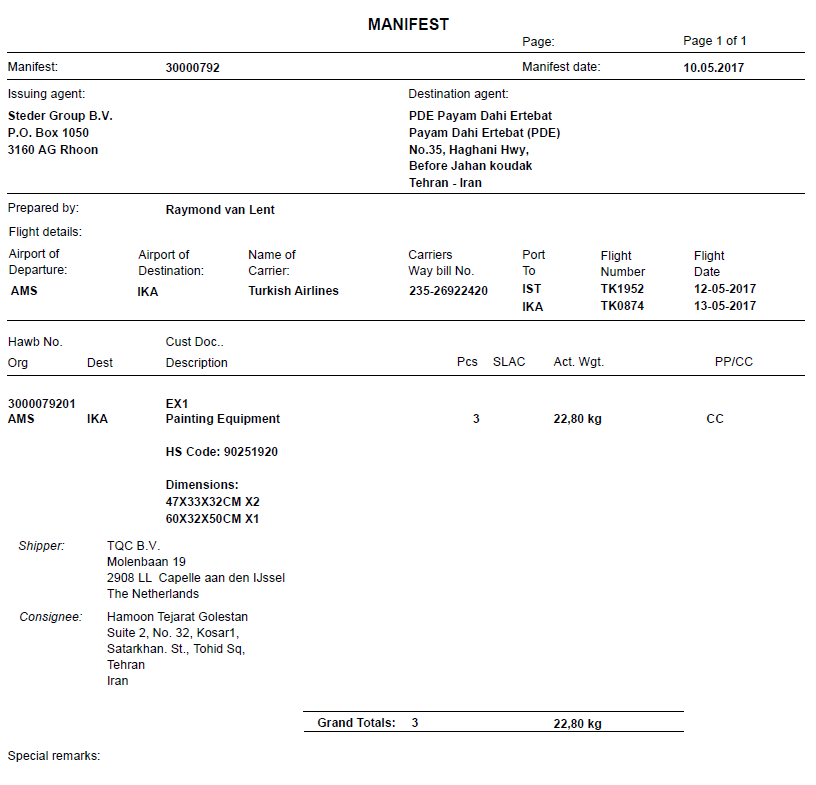 MANIFEST
Page: Page 1 of 1
Manifest: 30000792 Manifest date: 10.05.2017
Issuing agent: Destination agent:
Steder Group B.V. PDE Payam Dahi Ertebat
P.O. Box 1050 Payam Dahi Ertebat (PDE)
3160 AG Rhoon No.35, Haghani Hwy,
Before Jahan koudak
Tehran - Iran
Prepared by: Raymond van Lent
Flight details:
Airport of Airport of Name of Carriers Port Flight Flight
Departure: Destination: Carrier: Way bill No. To Number Date
AMS IKA Turkish Airlines 235-26922420 IST TK1952 12-05-2017
IKA TK0874 13-05-2017
Hawb No. Cust Doc..
Org Dest Description Pcs SLAC Act. Wgt. PP/CC
3000079201 EX1
AMS IKA Painting Equipment 3 22,80 kg CC
HS Code: 90251920
Dimensions:
47X33X32CM X2
60X32X50CM X1
Shipper: TQC B.V.
Molenbaan 19
2908 LL Capelle aan den IJssel
The Netherlands
Consignee: Hamoon Tejarat Golestan
Suite 2, No. 32, Kosar1,
Satarkhan. St., Tohid Sq,
Tehran
Iran
Grand Totals: 3 22,80 kg
Special remarks: